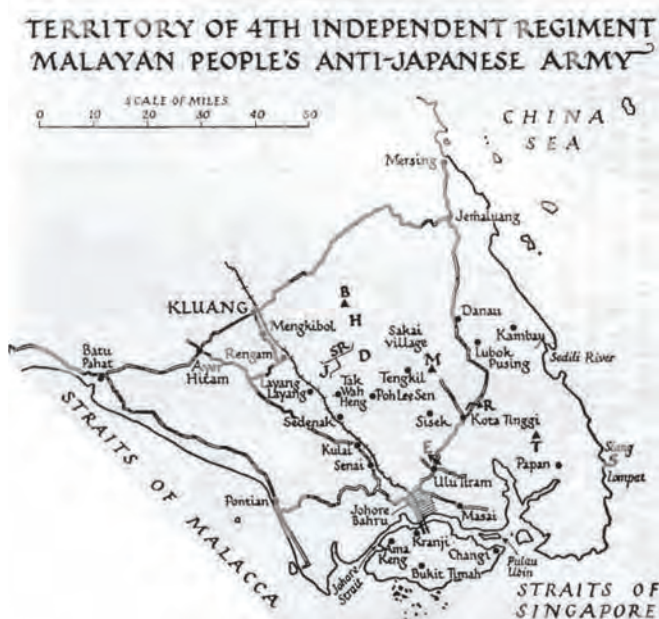 TERRITORY OF 4TH INDEPENDENT REGIMENT
MALAYAN PEOPLE'S ANTI-JAPANESE ARMY
SCALE OF MILES
0 10 20 30 40 50
CHINA
SEA
Mersing
Jemaluang
B
KLUANG
H
Mengkibol
Danau
Kambau
Sakai
village
SR
D
Batu
Pahat
Rengam
Ayer
Hitam
J
M
Lubok
Pusing
Sedili River
Layang
Layang
Tak
Wah
Heng
Tengkil
Poh Lee Sen
R
Sedenak
Sisek
Kota Tinggi
T
STRAITS OF MALACCA
Kulai
Senai
E
Ulu Tiram
Papan
Pontian
Johore
Bahru
Masai
Kranji
Ama
Keng
Changi
Pulau
Ubin
Johore
Strait
Bukit Timah
STRAITS OF
SINGAPORE